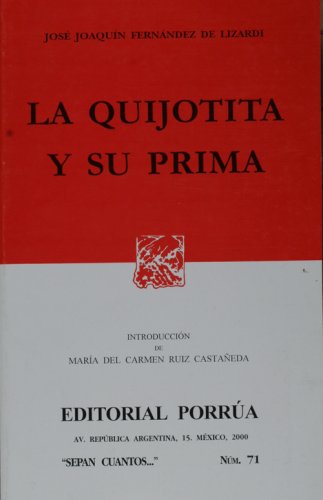 JOSÉ JOAQUÍN FERNÁNDEZ DE LIZARDI
LA QUIJOTITA
Y SU PRIMA
INTRODUCCIÓN
DE
MARÍA DEL CARMEN RUIZ CASTAÑEDA
EDITORIAL PORRÚA
AV. REPÚBLICA ARGENTINA, 15. MÉXICO, 2000
“SEPAN CUANTOS...” NÚM. 71